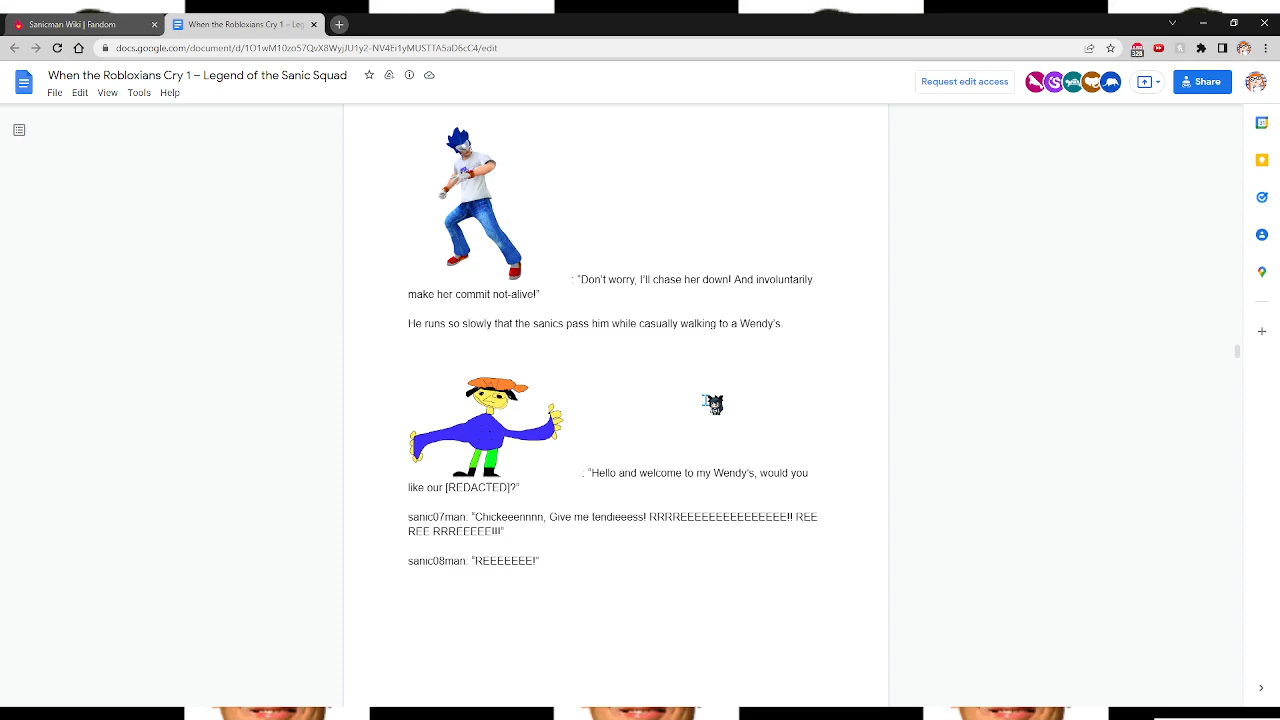 Sanicman Wiki | Fandom
When the Robloxians Cry 1 – Leg
docs.google.com/document/d/1O1wM10zo57QvX8WyjJU1y2-NV4Ei1yMUSTTA5aD6cC4/edit
When the Robloxians Cry 1 – Legend of the Sanic Squad
Request edit access
Share
File Edit View Tools Help
: “Don’t worry, I’ll chase her down! And involuntarily
make her commit not-alive!”
He runs so slowly that the sanics pass him while casually walking to a Wendy’s.
: “Hello and welcome to my Wendy’s, would you
like our [REDACTED]?”
sanic07man: “Chickeeennnn, Give me tendieeess! RRRREEEEEEEEEEEEEEE!! REE
REE RRREEEEE!!!”
sanic08man: “REEEEEEE!”